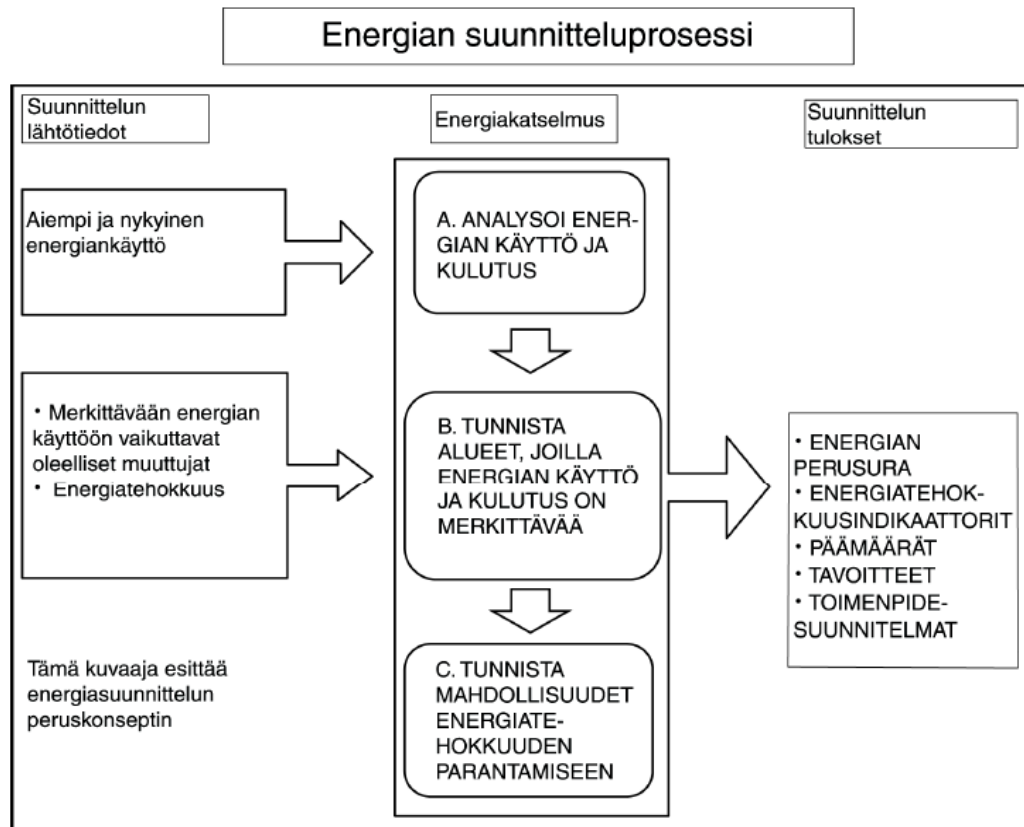 Energian suunnitteluprosessi
Suunnittelun
lähtötiedot
Energiakatselmus
Suunnittelun
tulokset
Aiempi ja nykyinen
energiankäyttö
A. ANALYSOI ENER-
GIAN KÄYTTÖ JA
KULUTUS
• Merkittävään energian
käyttöön vaikuttavat
oleelliset muuttujat
• Energiatehokkuus
B. TUNNISTA
ALUEET, JOILLA
ENERGIAN KÄYTTÖ
JA KULUTUS ON
MERKITTÄVÄÄ
• ENERGIAN
PERUSURA
• ENERGIATEHOK-
KUUSINDIKAATTORIT
• PÄÄMÄÄRÄT
• TAVOITTEET
• TOIMENPIDE-
SUUNNITELMAT
Tämä kuvaaja esittää
energiasuunnittelun
peruskonseptin
C. TUNNISTA
MAHDOLLISUUDET
ENERGIATE-
HOKKUUDEN
PARANTAMISEEN